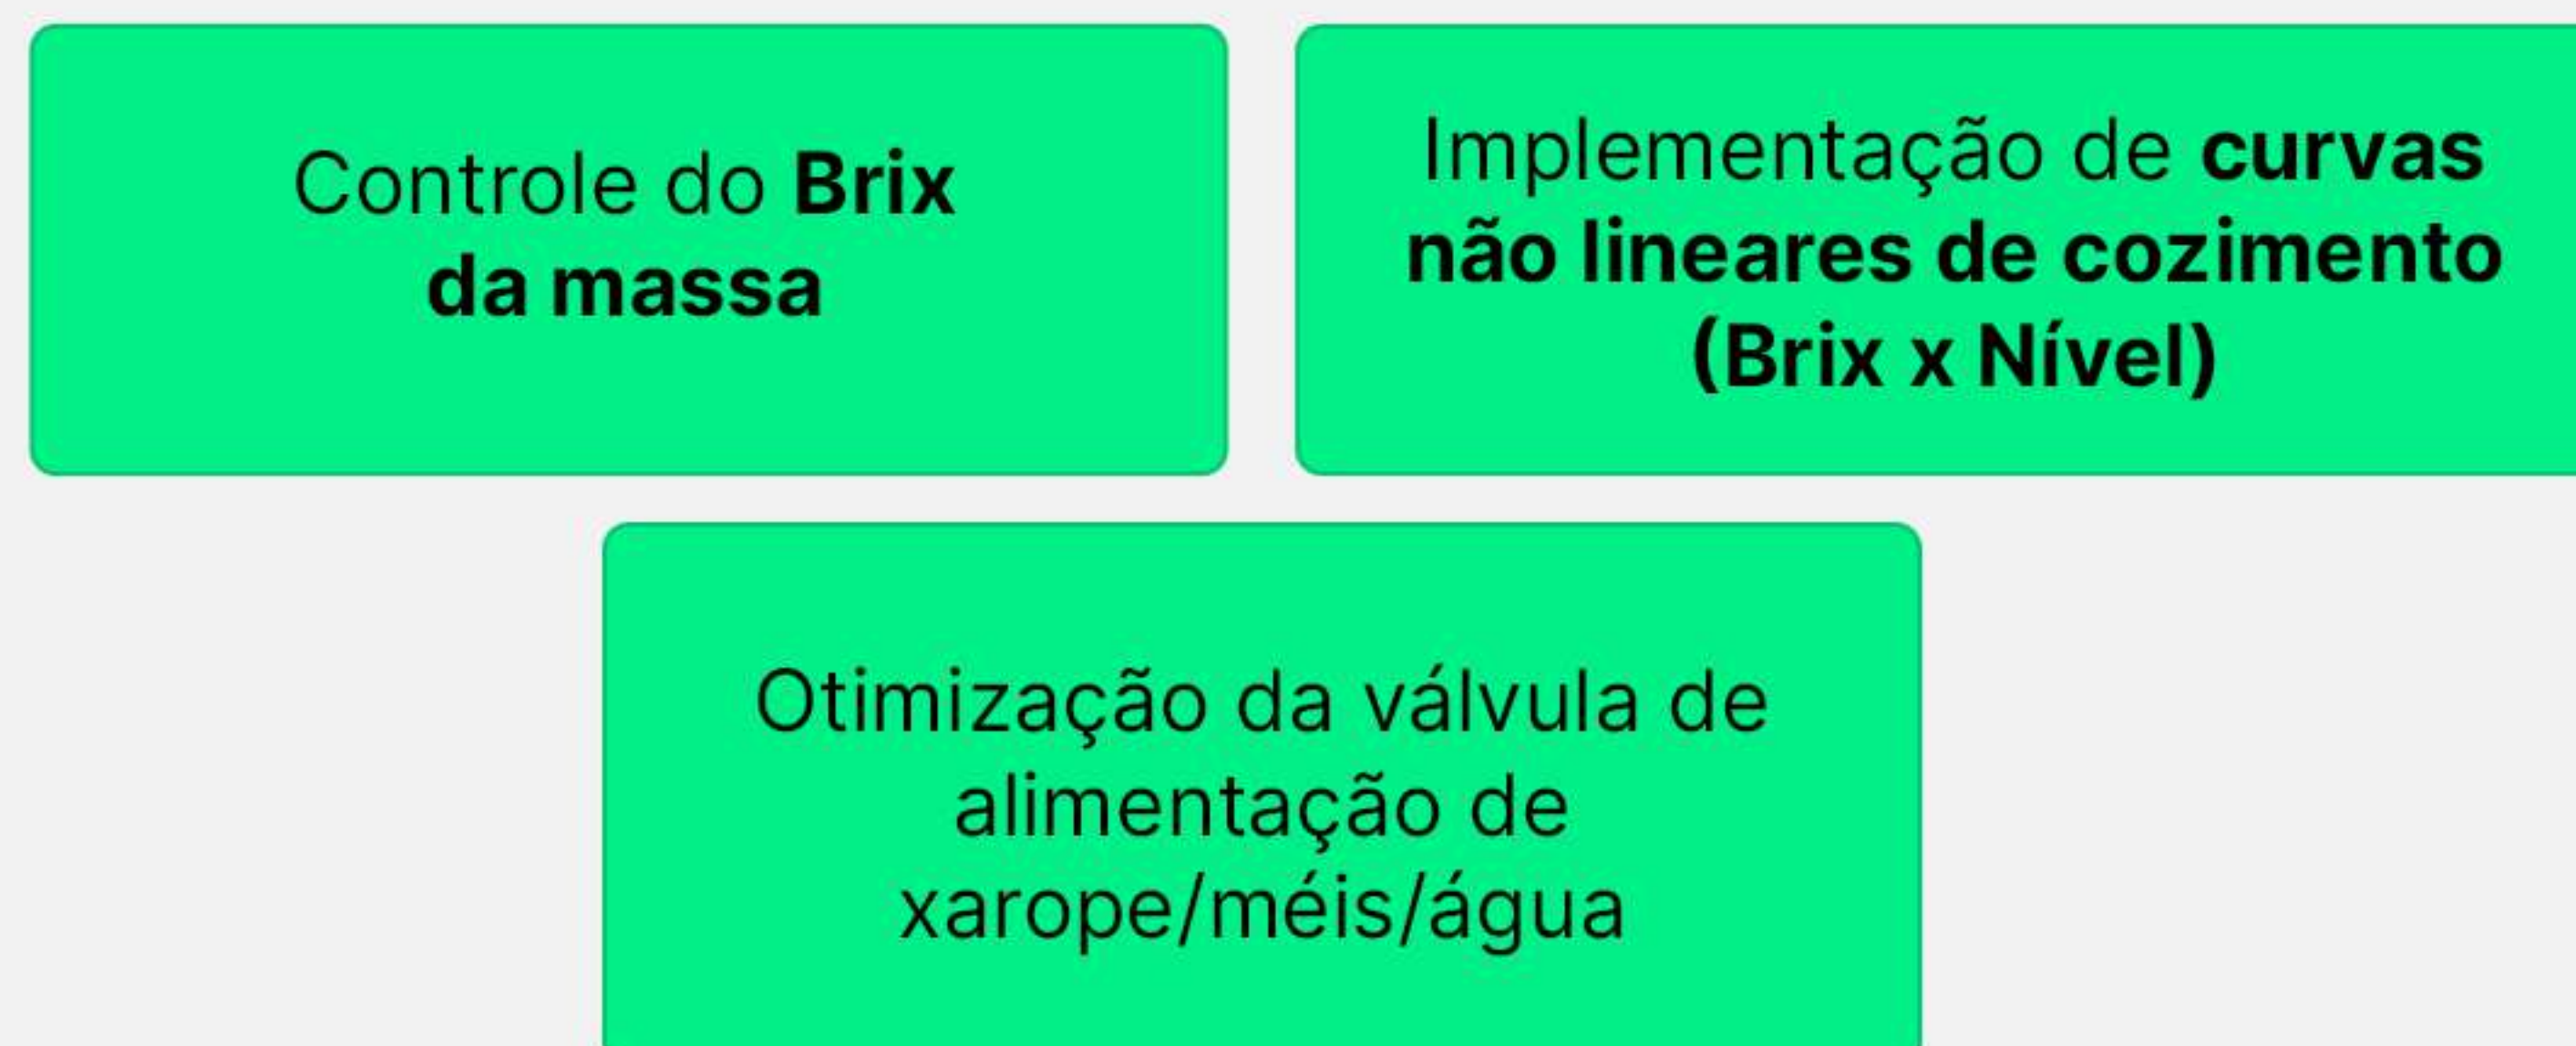 Controle do Brix
da massa
Implementação de curvas
não lineares de cozimento
(Brix x Nível)
Otimização da válvula de
alimentação de
xarope/méis/água